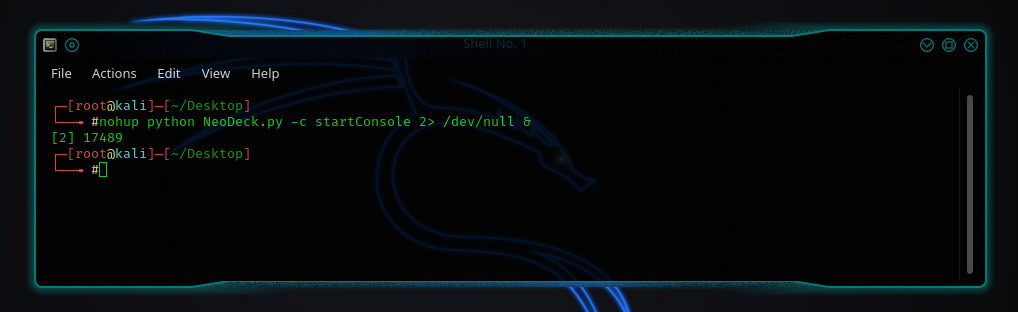 Shell No. 1
File Actions Edit View Help
┌─[root@kali]─[~/Desktop]
└──╼ #nohup python NeoDeck.py -c startConsole 2> /dev/null &
[2] 17489
┌─[root@kali]─[~/Desktop]
└──╼ #